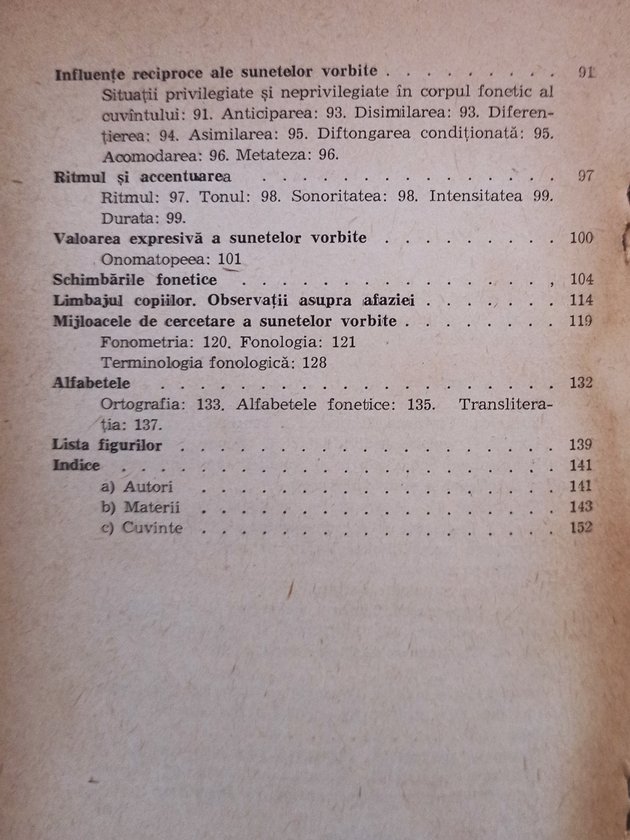 Influențe reciproce ale sunetelor vorbite . . . . . . . . . 91
Situații privilegiate și neprivilegiate în corpul fonetic al
cuvîntului: 91. Anticiparea: 93. Disimilarea: 93. Diferen-
țierea: 94. Asimilarea: 95. Diftongarea condiționată: 95.
Acomodarea: 96. Metateza: 96.
Ritmul și accentuarea . . . . . . . . . . . . . . . 97
Ritmul: 97. Tonul: 98. Sonoritatea: 98. Intensitatea 99.
Durata: 99.
Valoarea expresivă a sunetelor vorbite . . . . . . . . . 100
Onomatopeea: 101
Schimbările fonetice . . . . . . . . . . . . . . . , 104
Limbajul copiilor. Observații asupra afaziei . . . . . . . 114
Mijloacele de cercetare a sunetelor vorbite . . . . . . . . 119
Fonometria: 120. Fonologia: 121
Terminologia fonologică: 128
Alfabetele . . . . . . . . . . . . . . . . . . . . 132
Ortografia: 133. Alfabetele fonetice: 135. Translitera-
ția: 137.
Lista figurilor . . . . . . . . . . . . . . . . . . . 139
Indice . . . . . . . . . . . . . . . . . . . . . . 141
a) Autori . . . . . . . . . . . . . . . . . . 141
b) Materii . . . . . . . . . . . . . . . . . . 143
c) Cuvinte . . . . . . . . . . . . . . . . . . 152